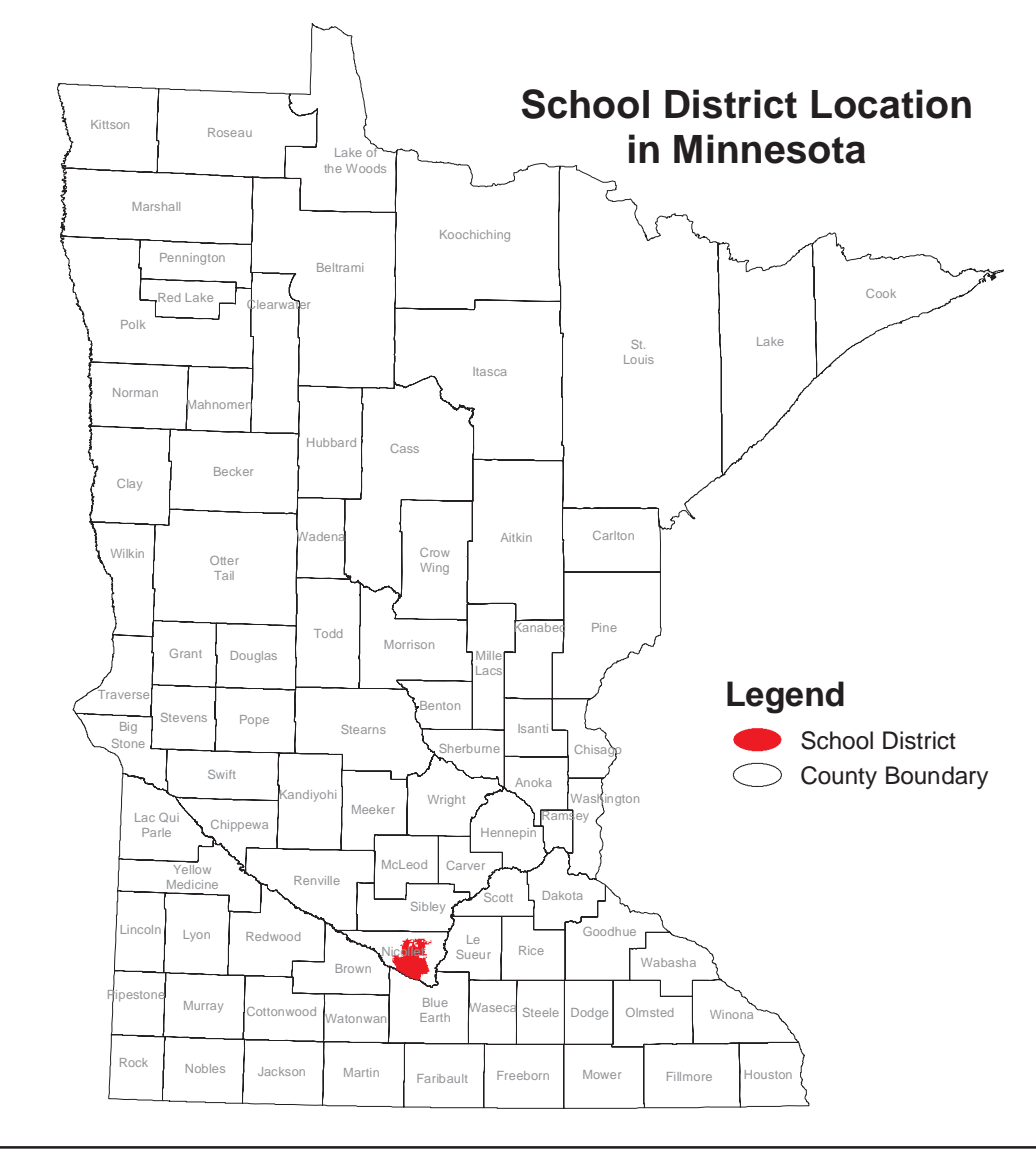 School District Location
in Minnesota
Kittson
Roseau
Lake of
the Woods
Marshall
Koochiching
Pennington
Beltrami
Red Lake
Clearwater
Cook
Polk
St.
Louis
Lake
Itasca
Norman
Mahnomen
Hubbard
Cass
Becker
Clay
Wadena
Aitkin
Carlton
Wilkin
Crow
Wing
Otter
Tail
Todd
Kanabec
Pine
Morrison
Grant
Douglas
Mille
Lacs
Traverse
Benton
Legend
Stevens
Pope
Stearns
Isanti
Big
Stone
School District
Sherburne
Chisago
County Boundary
Swift
Kandiyohi
Anoka
Meeker
Wright
Washington
Lac Qui
Parle
Chippewa
Ramsey
Hennepin
McLeod
Carver
Yellow
Medicine
Renville
Scott
Dakota
Sibley
Lincoln
Lyon
Redwood
Goodhue
Le
Sueur
Rice
Nicollet
Brown
Wabasha
Pipestone
Murray
Cottonwood
Watonwan
Blue
Earth
Waseca
Steele
Dodge
Olmsted
Winona
Rock
Nobles
Jackson
Martin
Faribault
Freeborn
Mower
Fillmore
Houston